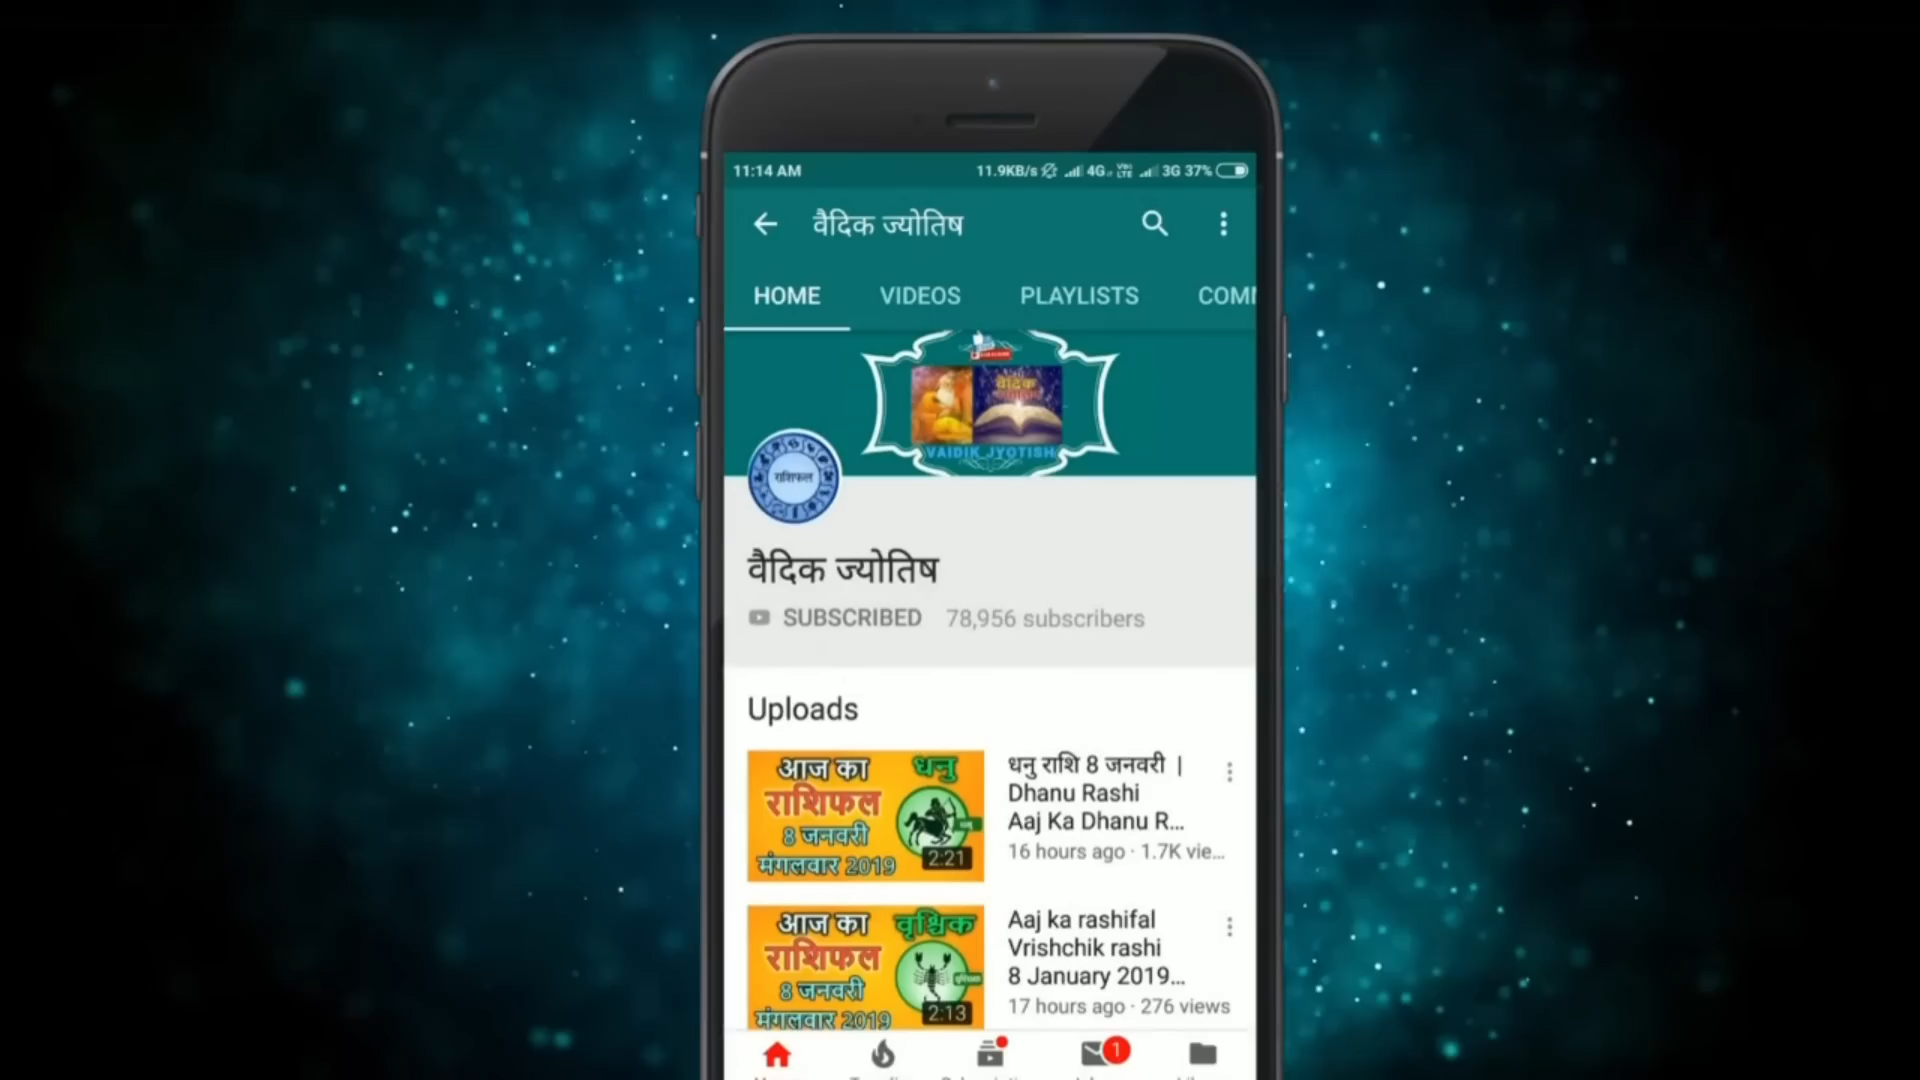 11:14 AM 11.9KB/s 4G VoLTE 3G 37%
वैदिक ज्योतिष
HOME VIDEOS PLAYLISTS COM
वैदिक
VAIDIK JYOTISH
राशिफल
वैदिक ज्योतिष
SUBSCRIBED 78,956 subscribers
Uploads
आज का धनु
राशिफल
8 जनवरी
मंगलवार 2019
2:21
धनु राशि 8 जनवरी |
Dhanu Rashi
Aaj Ka Dhanu R...
16 hours ago · 1.7K vie...
आज का वृश्चिक
राशिफल
8 जनवरी
मंगलवार 2019
2:13
Aaj ka rashifal
Vrishchik rashi
8 January 2019...
17 hours ago · 276 views
1